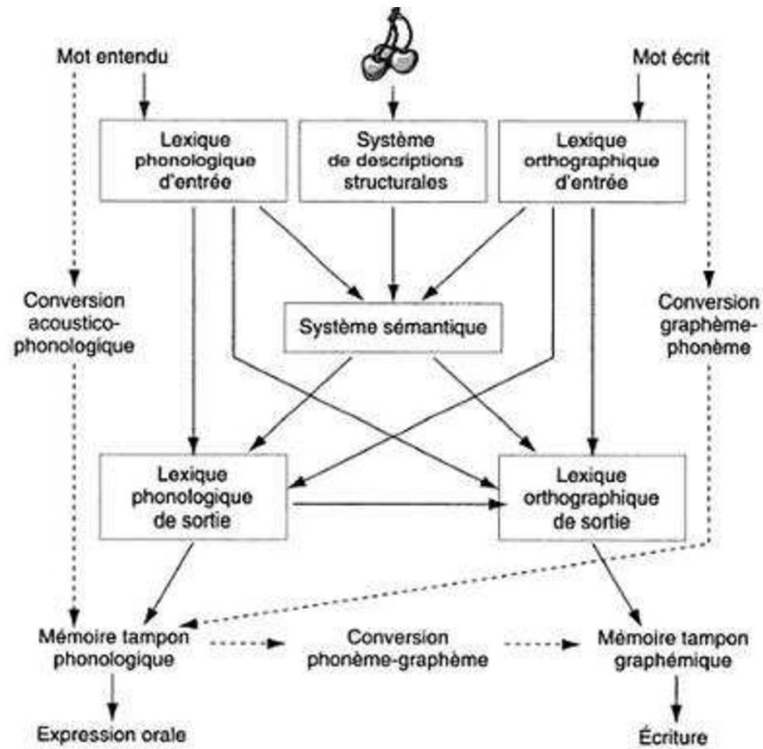 Mot entendu
Mot écrit
Lexique
phonologique
d'entrée
Système
de descriptions
structurales
Lexique
orthographique
d'entrée
Conversion
acoustico-
phonologique
Système sémantique
Conversion
graphème-
phonème
Lexique
phonologique
de sortie
Lexique
orthographique
de sortie
Mémoire tampon
phonologique
Conversion
phonème-graphème
Mémoire tampon
graphémique
Expression orale
Écriture